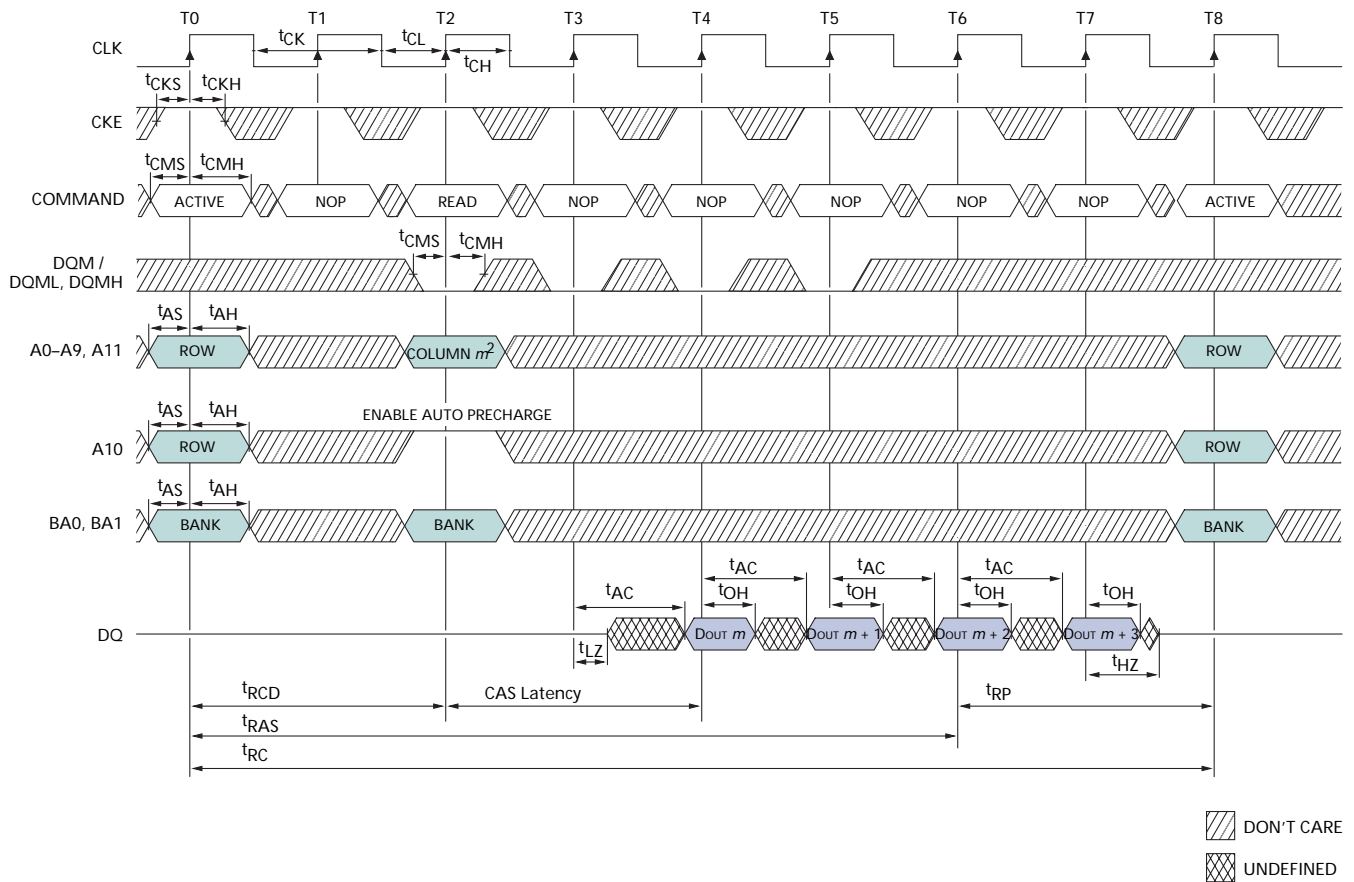 T0 T1 T2 T3 T4 T5 T6 T7 T8
CLK
tCK tCL
tCH
tCKS tCKH
CKE
tCMS tCMH
COMMAND ACTIVE NOP READ NOP NOP NOP NOP NOP ACTIVE
tCMS tCMH
DQM /
DQML, DQMH
tAS tAH
A0–A9, A11 ROW COLUMN m2 ROW
tAS tAH ENABLE AUTO PRECHARGE
A10 ROW ROW
tAS tAH
BA0, BA1 BANK BANK BANK
tAC tAC tAC tAC
tOH tOH tOH tOH
DQ DOUT m DOUT m + 1 DOUT m + 2 DOUT m + 3
tLZ tHZ
tRCD CAS Latency tRP
tRAS
tRC
DON'T CARE
UNDEFINED